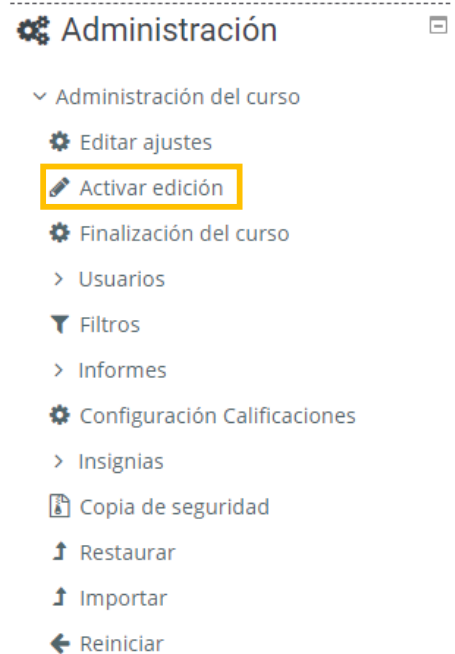 Administración
Administración del curso
Editar ajustes
Activar edición
Finalización del curso
Usuarios
Filtros
Informes
Configuración Calificaciones
Insignias
Copia de seguridad
Restaurar
Importar
Reiniciar